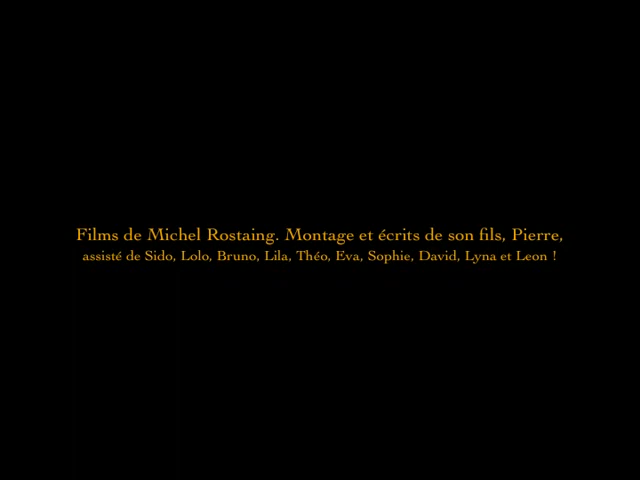 Films de Michel Rostaing. Montage et écrits de son fils, Pierre,
assisté de Sido, Lolo, Bruno, Lila, Théo, Eva, Sophie, David, Lyna et Leon !